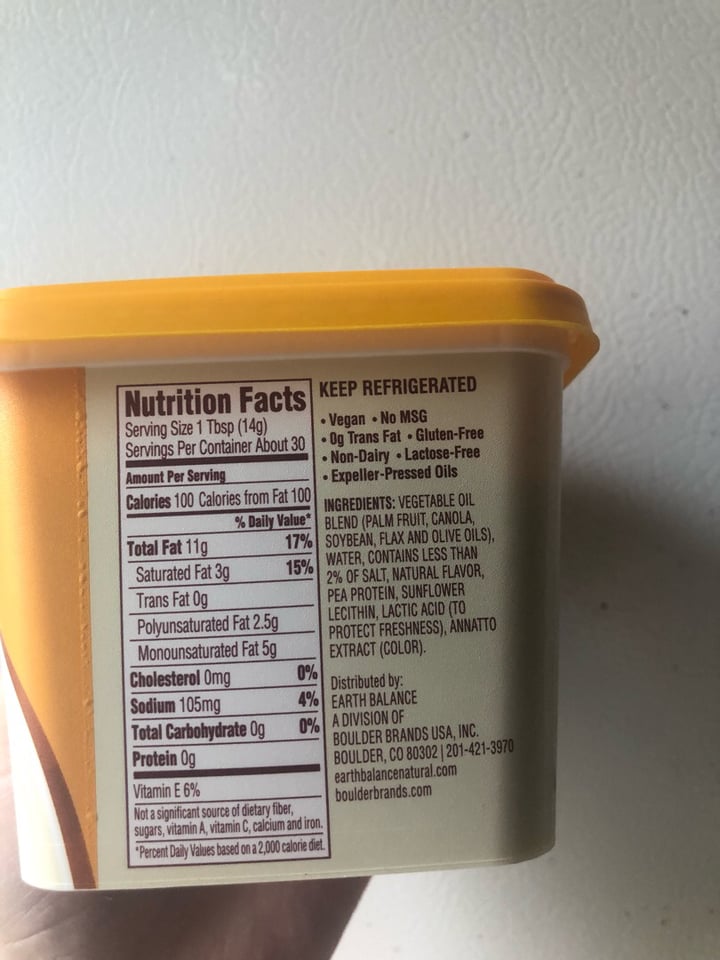 Nutrition Facts
Serving Size 1 Tbsp (14g)
Servings Per Container About 30
Amount Per Serving
Calories 100 Calories from Fat 100
% Daily Value*
Total Fat 11g 17%
Saturated Fat 3g 15%
Trans Fat 0g
Polyunsaturated Fat 2.5g
Monounsaturated Fat 5g
Cholesterol 0mg 0%
Sodium 105mg 4%
Total Carbohydrate 0g 0%
Protein 0g
Vitamin E 6%
Not a significant source of dietary fiber,
sugars, vitamin A, vitamin C, calcium and iron.
*Percent Daily Values based on a 2,000 calorie diet.
KEEP REFRIGERATED
• Vegan • No MSG
• 0g Trans Fat • Gluten-Free
• Non-Dairy • Lactose-Free
• Expeller-Pressed Oils
INGREDIENTS: VEGETABLE OIL
BLEND (PALM FRUIT, CANOLA,
SOYBEAN, FLAX AND OLIVE OILS),
WATER, CONTAINS LESS THAN
2% OF SALT, NATURAL FLAVOR,
PEA PROTEIN, SUNFLOWER
LECITHIN, LACTIC ACID (TO
PROTECT FRESHNESS), ANNATTO
EXTRACT (COLOR).
Distributed by:
EARTH BALANCE
A DIVISION OF
BOULDER BRANDS USA, INC.
BOULDER, CO 80302 | 201-421-3970
earthbalancenatural.com
boulderbrands.com